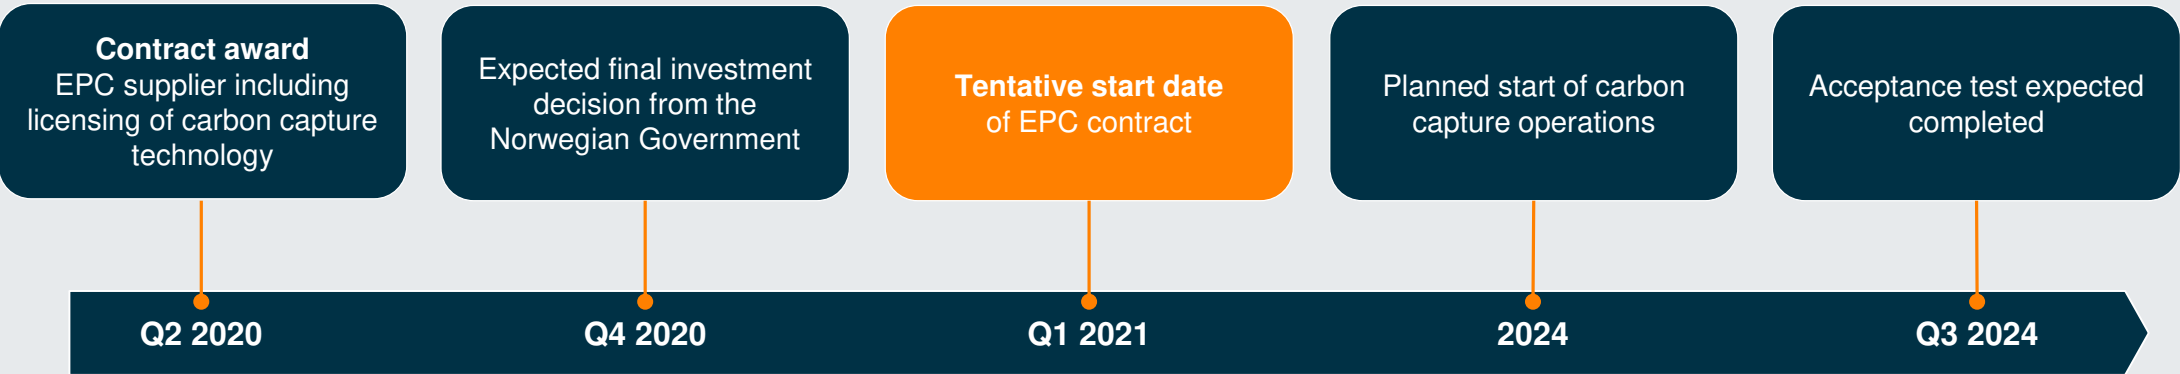 Contract award
EPC supplier including
licensing of carbon capture
technology
Expected final investment
decision from the
Norwegian Government
Tentative start date
of EPC contract
Planned start of carbon
capture operations
Acceptance test expected
completed
Q2 2020
Q4 2020
Q1 2021
2024
Q3 2024